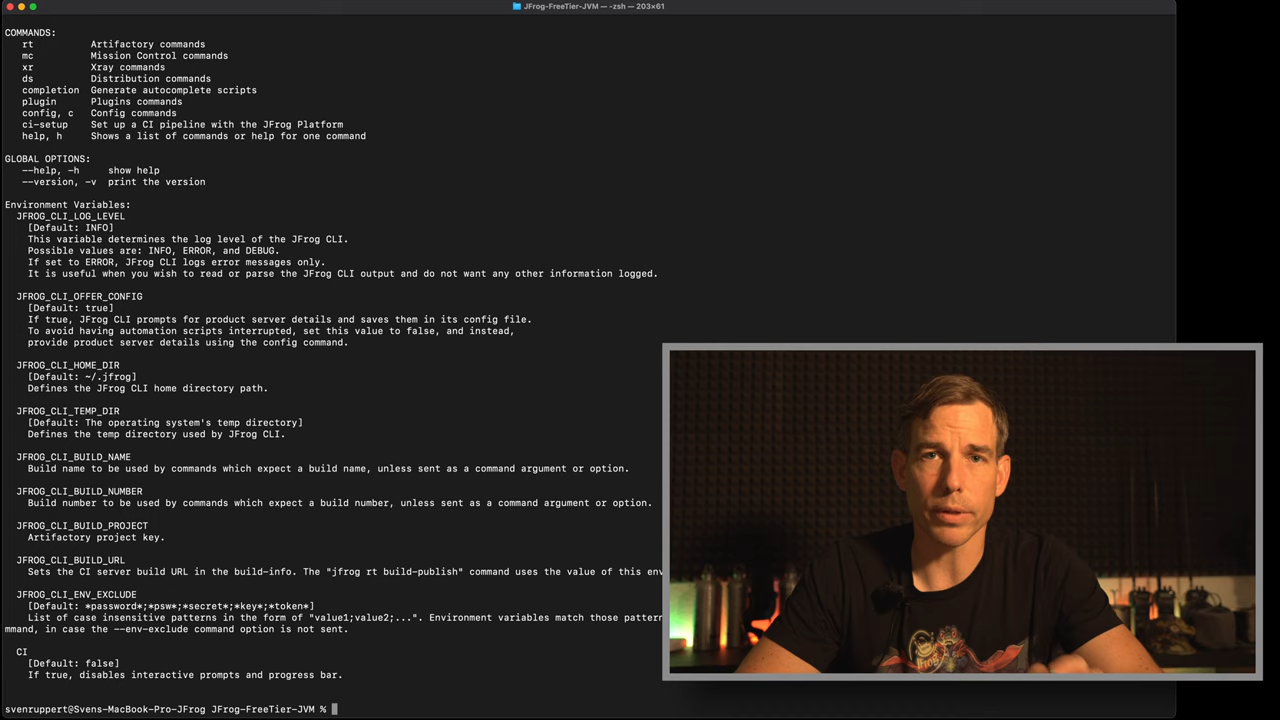 JFrog-FreeTier-JVM — -zsh — 203×61
COMMANDS:
rt Artifactory commands
mc Mission Control commands
xr Xray commands
ds Distribution commands
completion Generate autocomplete scripts
plugin Plugins commands
config, c Config commands
ci-setup Set up a CI pipeline with the JFrog Platform
help, h Shows a list of commands or help for one command
GLOBAL OPTIONS:
--help, -h show help
--version, -v print the version
Environment Variables:
JFROG_CLI_LOG_LEVEL
[Default: INFO]
This variable determines the log level of the JFrog CLI.
Possible values are: INFO, ERROR, and DEBUG.
If set to ERROR, JFrog CLI logs error messages only.
It is useful when you wish to read or parse the JFrog CLI output and do not want any other information logged.
JFROG_CLI_OFFER_CONFIG
[Default: true]
If true, JFrog CLI prompts for product server details and saves them in its config file.
To avoid having automation scripts interrupted, set this value to false, and instead,
provide product server details using the config command.
JFROG_CLI_HOME_DIR
[Default: ~/.jfrog]
Defines the JFrog CLI home directory path.
JFROG_CLI_TEMP_DIR
[Default: The operating system's temp directory]
Defines the temp directory used by JFrog CLI.
JFROG_CLI_BUILD_NAME
Build name to be used by commands which expect a build name, unless sent as a command argument or option.
JFROG_CLI_BUILD_NUMBER
Build number to be used by commands which expect a build number, unless sent as a command argument or option.
JFROG_CLI_BUILD_PROJECT
Artifactory project key.
JFROG_CLI_BUILD_URL
Sets the CI server build URL in the build-info. The "jfrog rt build-publish" command uses the value of this env
JFROG_CLI_ENV_EXCLUDE
[Default: *password*;*psw*;*secret*;*key*;*token*]
List of case insensitive patterns in the form of "value1;value2;...". Environment variables match those pattern
mmand, in case the --env-exclude command option is not sent.
CI
[Default: false]
If true, disables interactive prompts and progress bar.
svenruppert@Svens-MacBook-Pro-JFrog JFrog-FreeTier-JVM %
JFrog